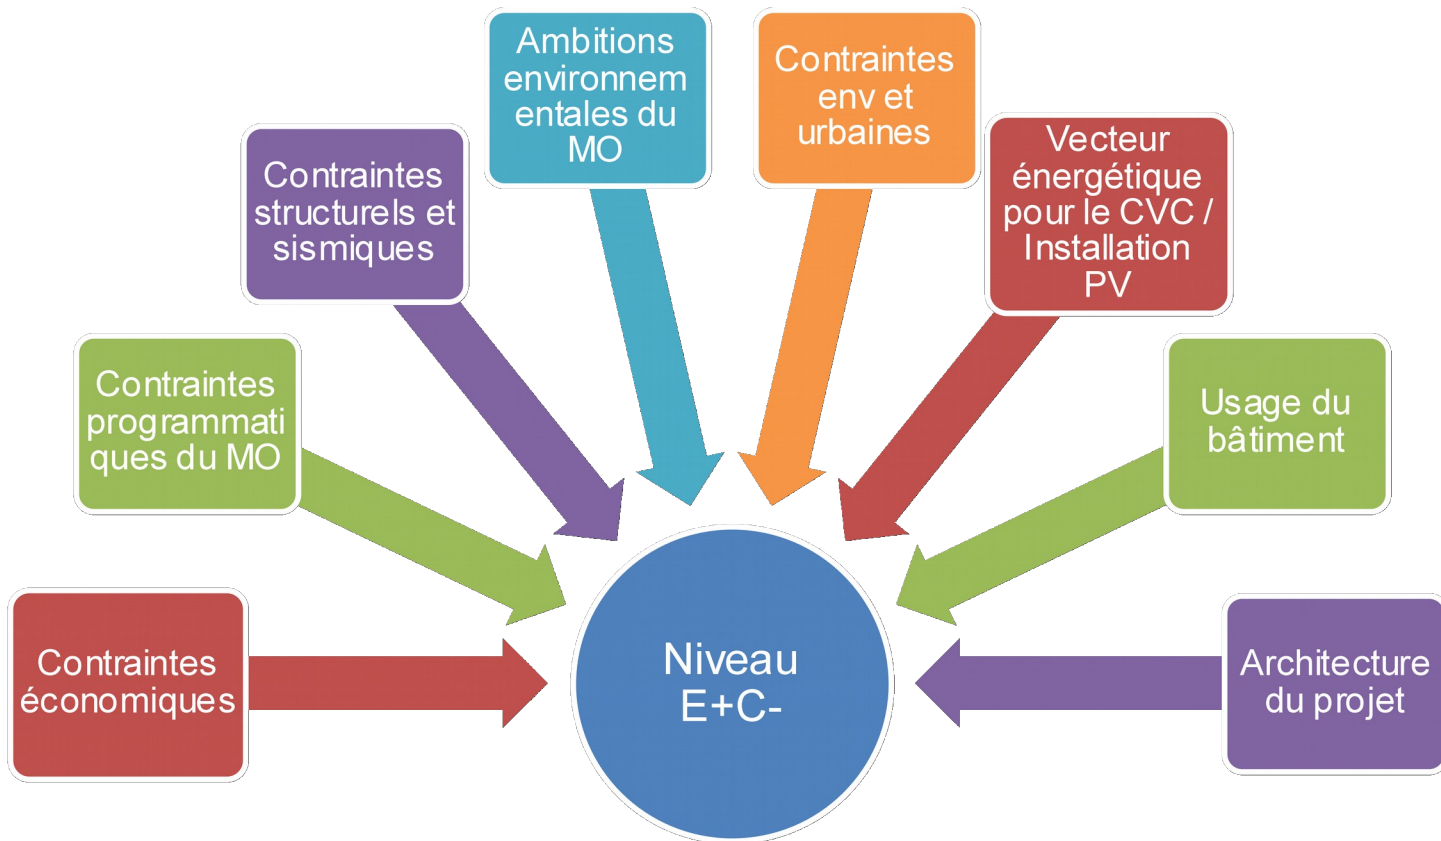 Ambitions
environnem
entales du
MO
Contraintes
env et
urbaines
Contraintes
structurels et
sismiques
Vecteur
énergétique
pour le CVC /
Installation
PV
Contraintes
programmati
ques du MO
Usage du
bâtiment
Contraintes
économiques
Niveau
E+C-
Architecture
du projet